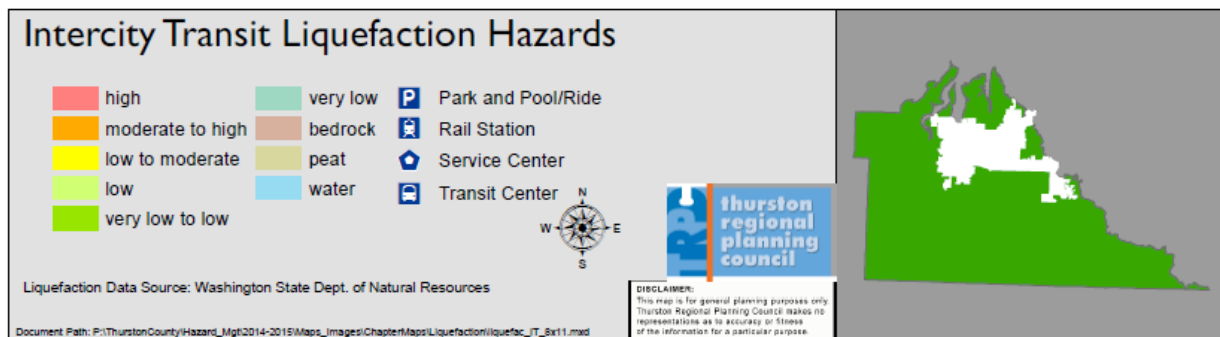 Intercity Transit Liquefaction Hazards
high
moderate to high
low to moderate
low
very low to low
very low
bedrock
peat
water
P Park and Pool/Ride
Rail Station
Service Center
Transit Center
N
W E
S
TRPC
thurston
regional
planning
council
Liquefaction Data Source: Washington State Dept. of Natural Resources
DISCLAIMER:
This map is for general planning purposes only.
Thurston Regional Planning Council makes no
representations as to accuracy or fitness
of the information for a particular purpose.
Document Path: P:\ThurstonCounty\Hazard_Mgt\2014-2015\Maps_Images\ChapterMaps\Liquefaction\liquefac_IT_8x11.mxd